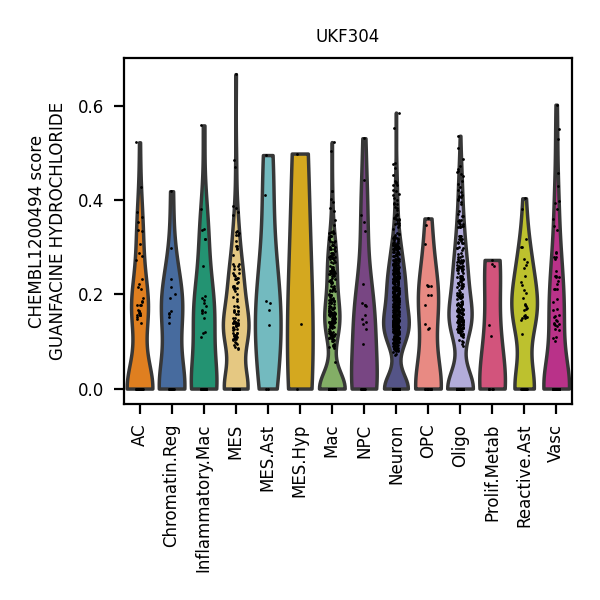 UKF304
CHEMBL1200494 score
GUANFACINE HYDROCHLORIDE
0.6
0.4
0.2
0.0
AC
Chromatin.Reg
Inflammatory.Mac
MES
MES.Ast
MES.Hyp
Mac
NPC
Neuron
OPC
Oligo
Prolif.Metab
Reactive.Ast
Vasc